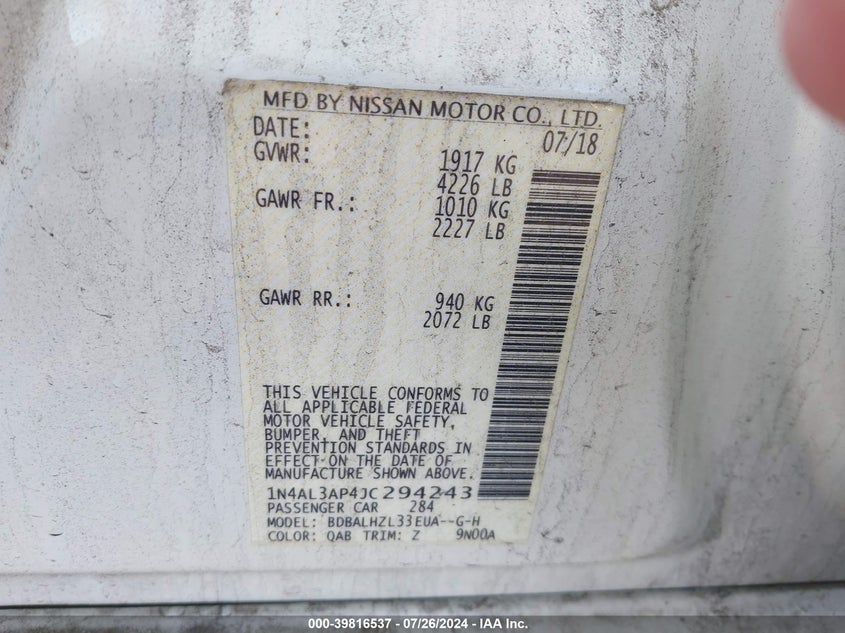 MFD BY NISSAN MOTOR CO., LTD.
DATE: 07/18
GVWR: 1917 KG
4226 LB
GAWR FR.: 1010 KG
2227 LB
GAWR RR.: 940 KG
2072 LB
THIS VEHICLE CONFORMS TO
ALL APPLICABLE FEDERAL
MOTOR VEHICLE SAFETY,
BUMPER, AND THEFT
PREVENTION STANDARDS IN
EFFECT ON THE DATE OF
MANUFACTURE SHOWN ABOVE.
1N4AL3AP4JC294243
PASSENGER CAR 284
MODEL: BDBALHZL33EUA--G-H
COLOR: QAB TRIM: Z 9N00A
000-39816537 - 07/26/2024 - IAA Inc.